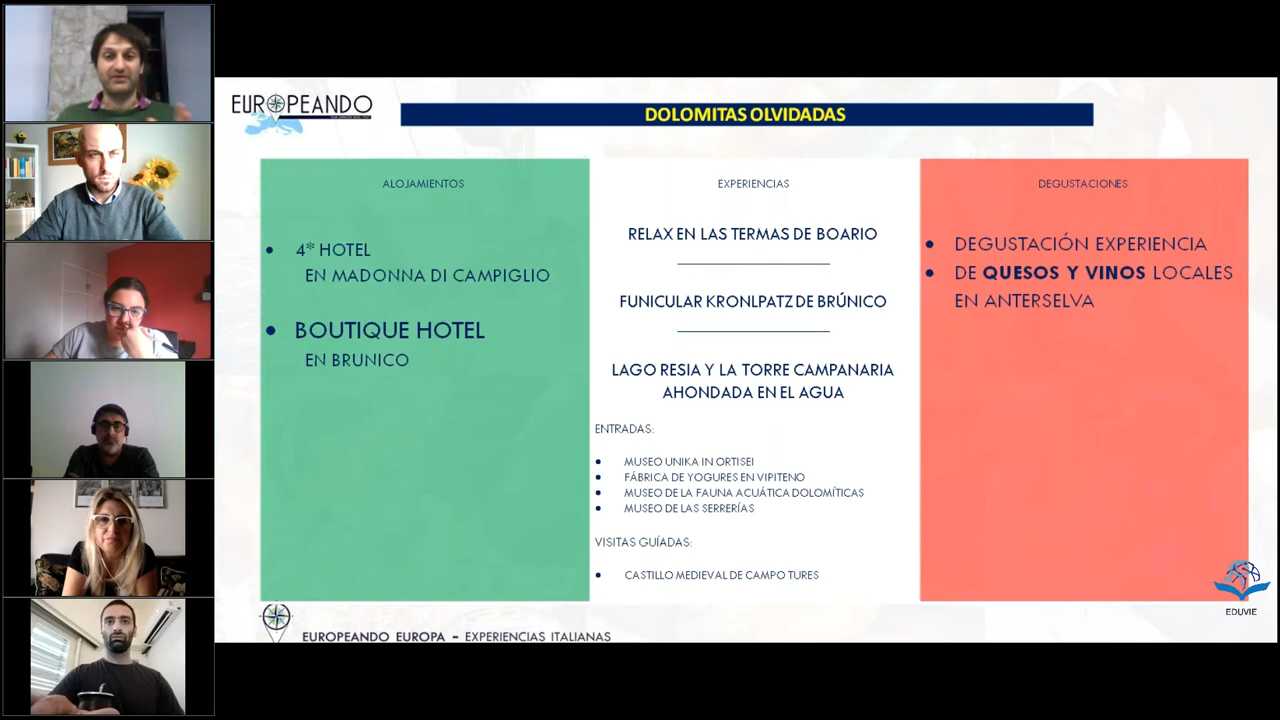 EUROPEANDO
DOLOMITAS OLVIDADAS
ALOJAMIENTOS
• 4* HOTEL
EN MADONNA DI CAMPIGLIO
• BOUTIQUE HOTEL
EN BRUNICO
EXPERIENCIAS
RELAX EN LAS TERMAS DE BOARIO
FUNICULAR KRONLPATZ DE BRÚNICO
LAGO RESIA Y LA TORRE CAMPANARIA
AHONDADA EN EL AGUA
ENTRADAS:
• MUSEO UNIKA IN ORTISEI
• FÁBRICA DE YOGURES EN VIPITENO
• MUSEO DE LA FAUNA ACUÁTICA DOLOMÍTICAS
• MUSEO DE LAS SERRERÍAS
VISITAS GUÍADAS:
• CASTILLO MEDIEVAL DE CAMPO TURES
DEGUSTACIONES
• DEGUSTACIÓN EXPERIENCIA
• DE QUESOS Y VINOS LOCALES
EN ANTERSELVA
EDUVIE
EUROPEANDO EUROPA – EXPERIENCIAS ITALIANAS